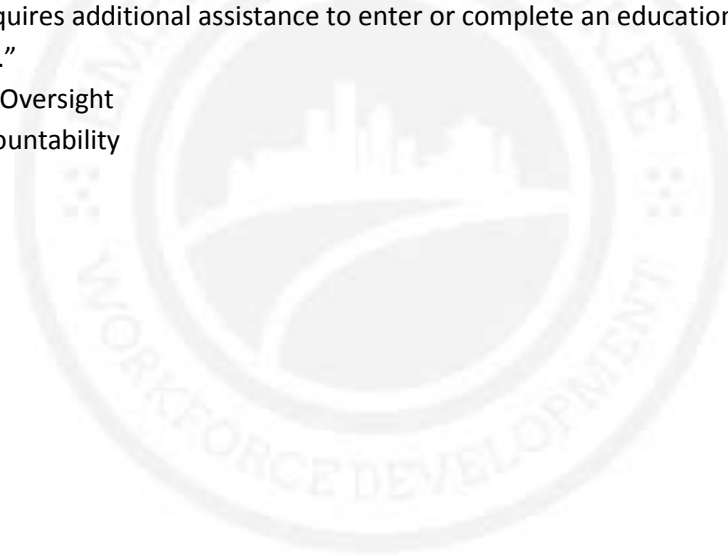 quires additional assistance to enter or complete an education
.”
Oversight
ountability
WORKFORCE DEVELOPMENT